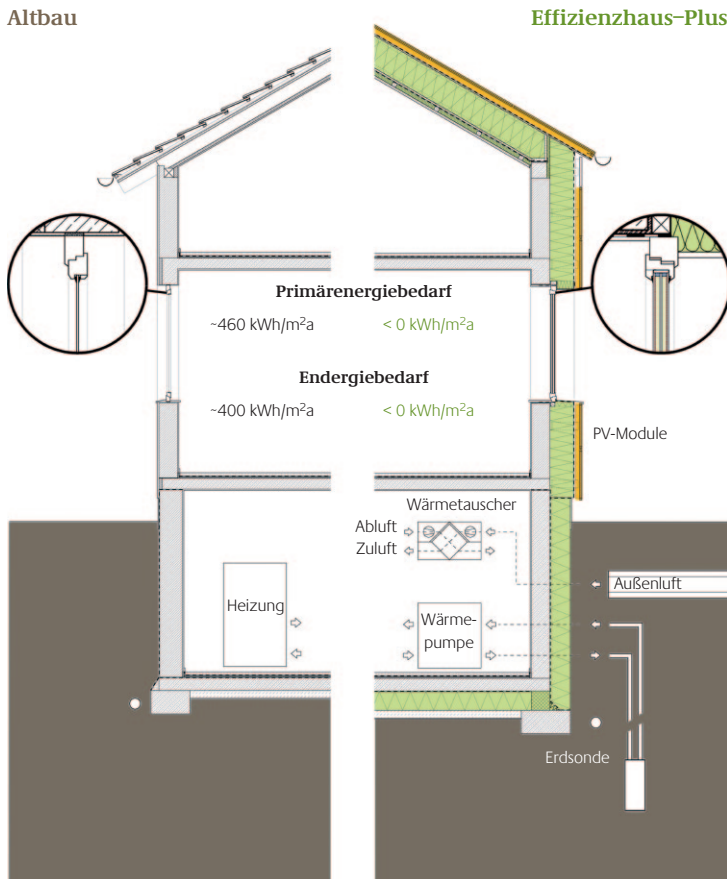 Altbau
Effizienzhaus–Plus
Primärenergiebedarf
~460 kWh/m²a
< 0 kWh/m²a
Endergiebedarf
~400 kWh/m²a
< 0 kWh/m²a
PV-Module
Wärmetauscher
Abluft
Zuluft
Außenluft
Heizung
Wärme-
pumpe
Erdsonde